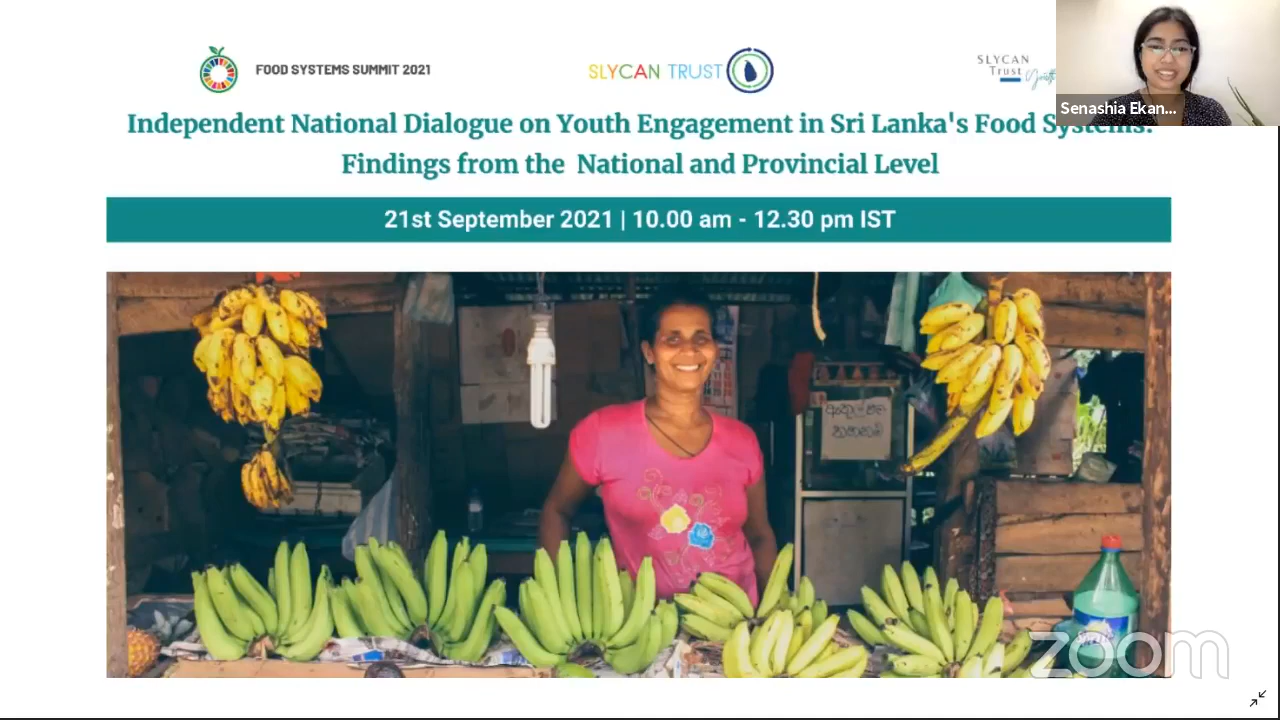 FOOD SYSTEMS SUMMIT 2021
SLYCAN TRUST
SLYCAN
Trust
Youth
Senashia Ekan...
Independent National Dialogue on Youth Engagement in Sri Lanka's Food Systems:
Findings from the National and Provincial Level
21st September 2021 | 10.00 am - 12.30 pm IST
තහනම්
zoom